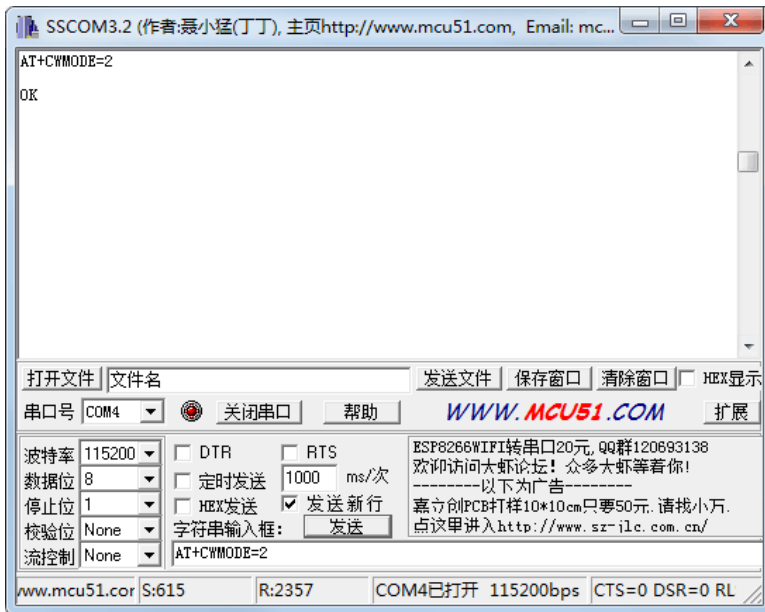 SSCOM3.2 (作者:聂小猛(丁丁), 主页http://www.mcu51.com, Email: mc...
AT+CWMODE=2
OK
打开文件 文件名 发送文件 保存窗口 清除窗口 HEX显示
串口号 COM4 关闭串口 帮助 WWW.MCU51.COM 扩展
波特率 115200 DTR RTS
数据位 8 定时发送 1000 ms/次
停止位 1 HEX发送 发送新行
校验位 None 字符串输入框: 发送
流控制 None AT+CWMODE=2
ESP8266WIFI转串口20元,QQ群120693138
欢迎访问大虾论坛!众多大虾等着你!
--------以下为广告--------
嘉立创PCB打样10*10cm只要50元.请找小万.
点这里进入http://www.sz-jlc.com.cn/
www.mcu51.cor S:615 R:2357 COM4已打开 115200bps CTS=0 DSR=0 RL